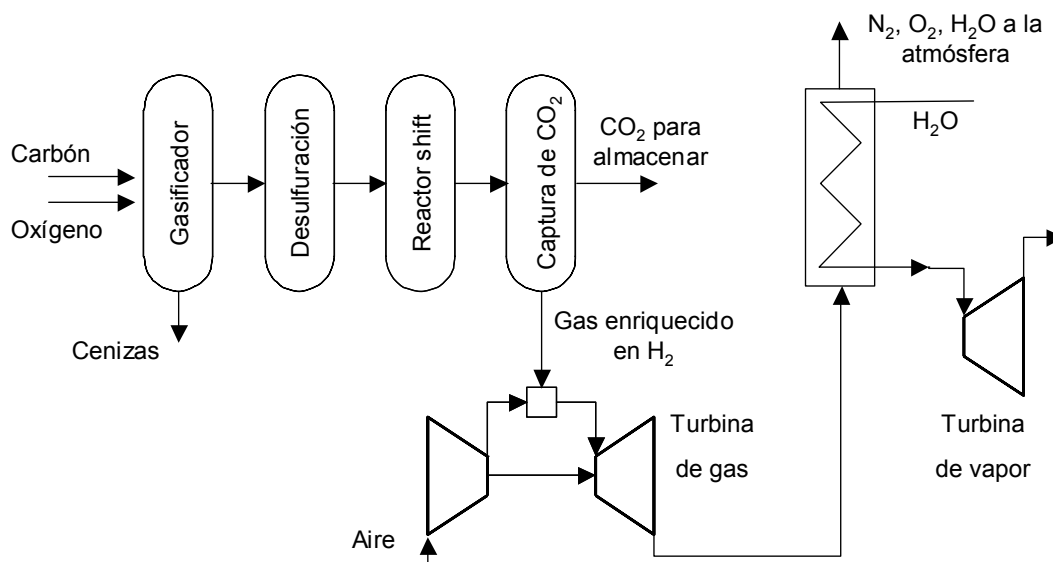 N₂, O₂, H₂O a la
atmósfera
H₂O
Carbón
Oxígeno
Gasificador
Desulfuración
Reactor shift
Captura de CO₂
CO₂ para
almacenar
Cenizas
Gas enriquecido
en H₂
Turbina
de gas
Turbina
de vapor
Aire